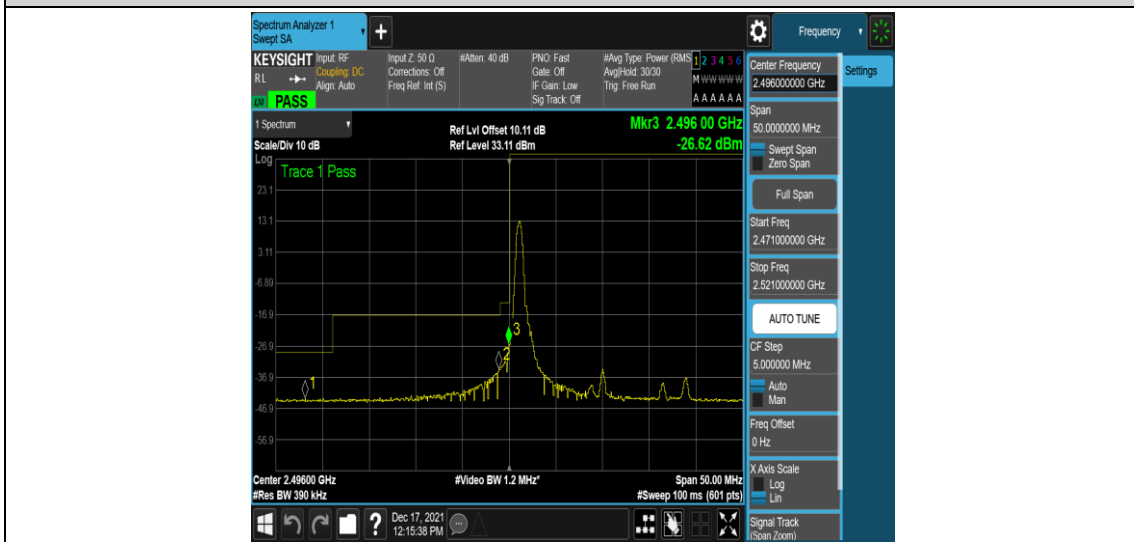 Spectrum Analyzer 1
Swept SA
+
Frequency
KEYSIGHT
RL
PASS
Input: RF
Coupling: DC
Align: Auto
Input Z: 50 Ω
Corrections: Off
Freq Ref: Int (S)
#Atten: 40 dB
PNO: Fast
Gate: Off
IF Gain: Low
Sig Track: Off
#Avg Type: Power (RMS
Avg|Hold: 30/30
Trig: Free Run
1 2 3 4 5 6
M W W W W W
A A A A A A
1 Spectrum
Scale/Div 10 dB
Ref Lvl Offset 10.11 dB
Ref Level 33.11 dBm
Mkr3 2.496 00 GHz
-26.62 dBm
Log
Trace 1 Pass
23.1
13.1
3.11
-6.89
-16.9
-26.9
-36.9
-46.9
-56.9
1
2
3
Center 2.49600 GHz
#Res BW 390 kHz
#Video BW 1.2 MHz*
Span 50.00 MHz
#Sweep 100 ms (601 pts)
?
Dec 17, 2021
12:15:38 PM
Center Frequency
2.496000000 GHz
Settings
Span
50.0000000 MHz
Swept Span
Zero Span
Full Span
Start Freq
2.471000000 GHz
Stop Freq
2.521000000 GHz
AUTO TUNE
CF Step
5.000000 MHz
Auto
Man
Freq Offset
0 Hz
X Axis Scale
Log
Lin
Signal Track
(Span Zoom)